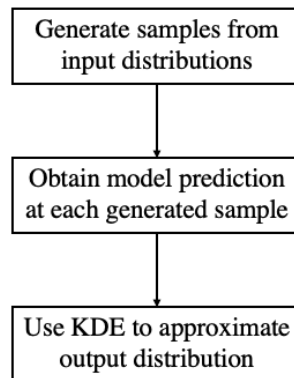 Generate samples from
input distributions
Obtain model prediction
at each generated sample
Use KDE to approximate
output distribution